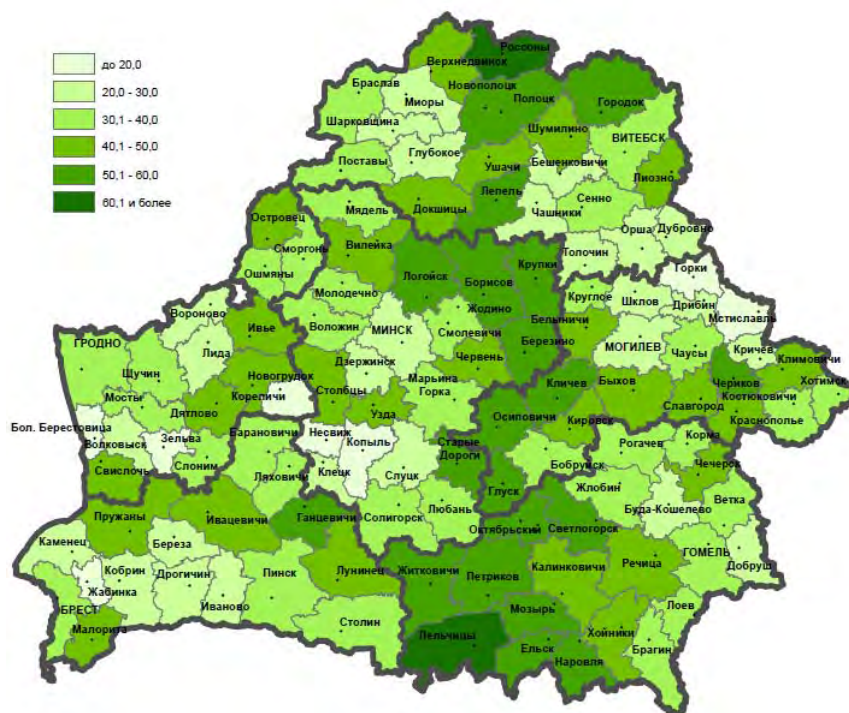 до 20,0
20,0 - 30,0
30,1 - 40,0
40,1 - 50,0
50,1 - 60,0
60,1 и более
Россоны
Верхнедвинск
Браслав
Миоры
Новополоцк
Полоцк
Городок
Шарковщина
Шумилино
ВИТЕБСК
Глубокое
Поставы
Ушачи
Бешенковичи
Лиозно
Лепель
Сенно
Докшицы
Чашники
Мядель
Островец
Сморгонь
Ошмяны
Вилейка
Орша
Дубровно
Толочин
Логойск
Борисов
Крупки
Горки
Молодечно
Круглое
Шклов
Дрибин
Вороново
Жодино
Белыничи
Мстиславль
Воложин
МИНСК
Смолевичи
Ивье
ГРОДНО
Лида
Березино
МОГИЛЕВ
Чаусы
Кричев
Климовичи
Дзержинск
Червень
Щучин
Новогрудок
Марьина
Горка
Кличев
Быхов
Чериков
Хотимск
Мосты
Кореличи
Столбцы
Дятлово
Узда
Славгород
Костюковичи
Краснополье
Бол. Берестовица
Осиповичи
Кировск
Волковыск
Зельва
Барановичи
Несвиж
Копыль
Старые
Дороги
Рогачев
Корма
Свислочь
Слоним
Ляховичи
Клецк
Слуцк
Бобруйск
Чечерск
Глуск
Жлобин
Буда-Кошелево
Ветка
Пружаны
Ивацевичи
Ганцевичи
Солигорск
Любань
Октябрьский
Светлогорск
Каменец
Береза
ГОМЕЛЬ
Добруш
Кобрин
Дрогичин
Пинск
Лунинец
Житковичи
Петриков
Калинковичи
Речица
Жабинка
Иваново
БРЕСТ
Малорита
Столин
Мозырь
Лоев
Лельчицы
Ельск
Хойники
Брагин
Наровля